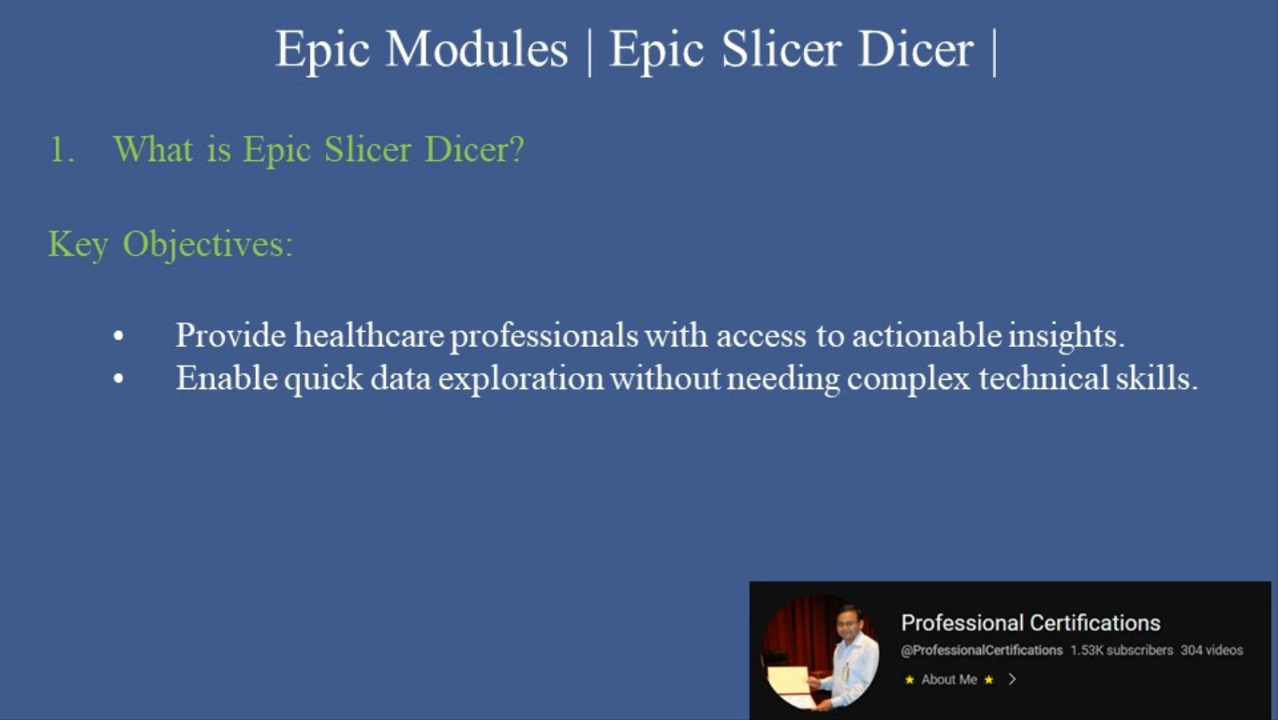 Epic Modules | Epic Slicer Dicer |
1. What is Epic Slicer Dicer?
Key Objectives:
• Provide healthcare professionals with access to actionable insights.
• Enable quick data exploration without needing complex technical skills.
Professional Certifications
@ProfessionalCertifications 1.53K subscribers 304 videos
⭐ About Me ⭐ >